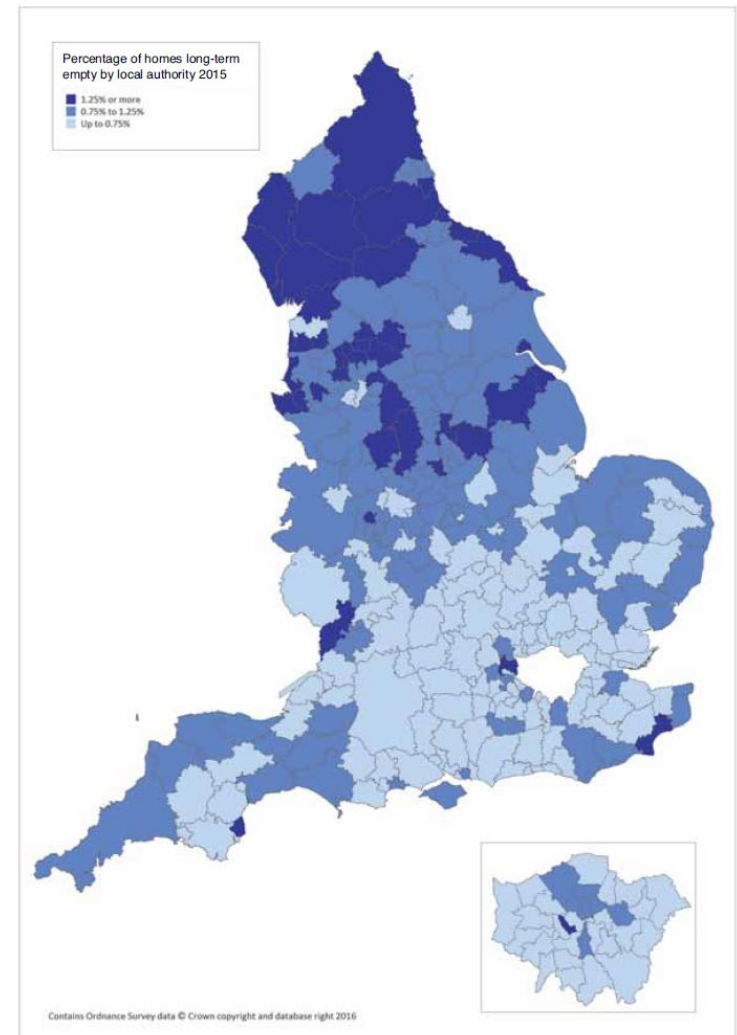 Percentage of homes long-term
empty by local authority 2015
1.25% or more
0.75% to 1.25%
Up to 0.75%
Contains Ordnance Survey data © Crown copyright and database right 2016